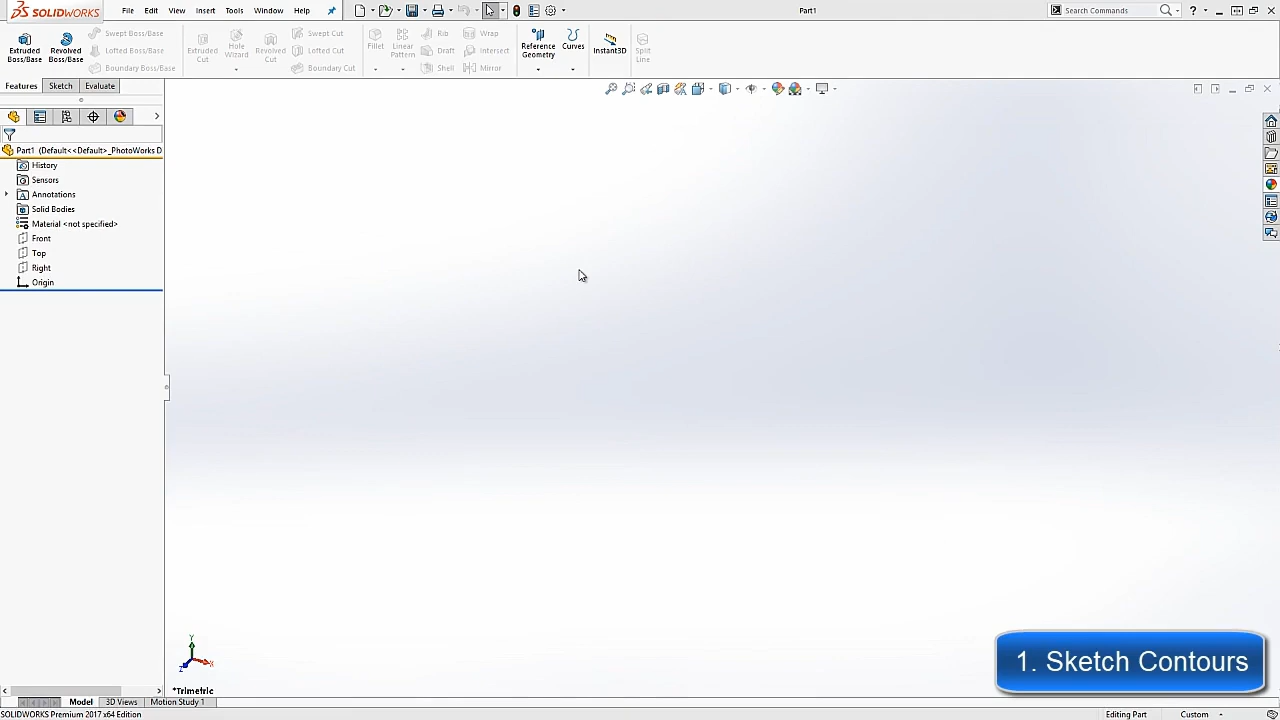 SOLIDWORKS
File Edit View Insert Tools Window Help
Part1
Search Commands
Extruded Boss/Base
Revolved Boss/Base
Swept Boss/Base
Lofted Boss/Base
Boundary Boss/Base
Extruded Cut
Hole Wizard
Revolved Cut
Swept Cut
Lofted Cut
Boundary Cut
Fillet
Linear Pattern
Rib
Draft
Shell
Wrap
Intersect
Mirror
Reference Geometry
Curves
Instant3D
Split Line
Features Sketch Evaluate
Part1 (Default<<Default>_PhotoWorks D
History
Sensors
Annotations
Solid Bodies
Material <not specified>
Front
Top
Right
Origin
Y
X
Z
*Trimetric
1. Sketch Contours
Model 3D Views Motion Study 1
SOLIDWORKS Premium 2017 x64 Edition
Editing Part
Custom